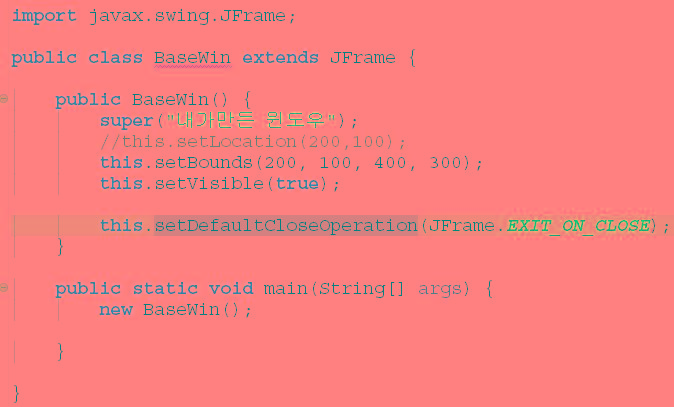 import javax.swing.JFrame;
public class BaseWin extends JFrame {
public BaseWin() {
super("내가만든 윈도우");
//this.setLocation(200,100);
this.setBounds(200, 100, 400, 300);
this.setVisible(true);
this.setDefaultCloseOperation(JFrame.EXIT_ON_CLOSE);
}
public static void main(String[] args) {
new BaseWin();
}
}